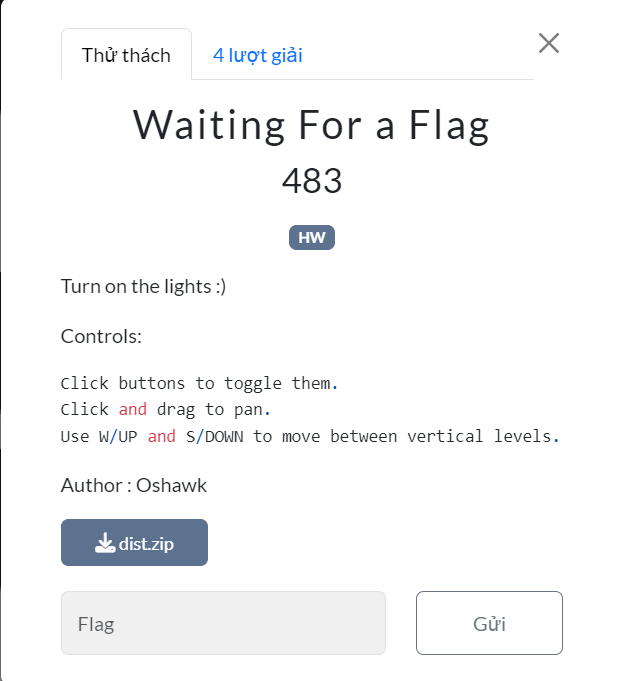 Thử thách
4 lượt giải
Waiting For a Flag
483
HW
Turn on the lights :)
Controls:
Click buttons to toggle them.
Click and drag to pan.
Use W/UP and S/DOWN to move between vertical levels.
Author : Oshawk
dist.zip
Flag
Gửi